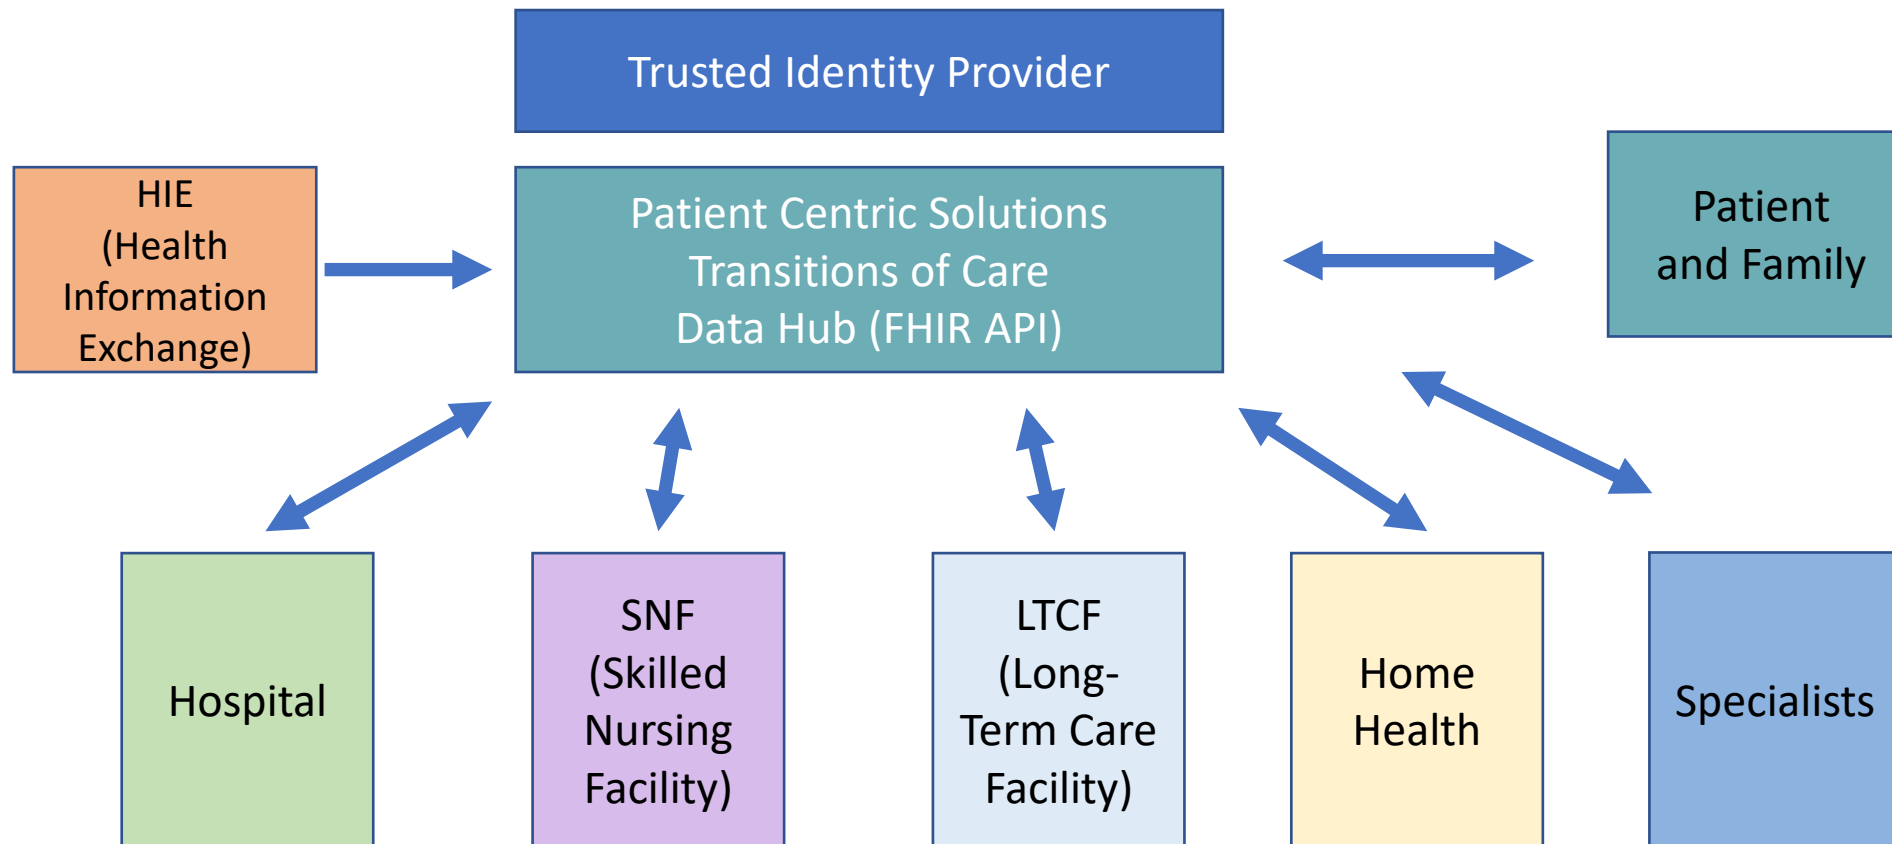 Trusted Identity Provider
HIE
(Health
Information
Exchange)
Patient Centric Solutions
Transitions of Care
Data Hub (FHIR API)
Patient
and Family
Hospital
SNF
(Skilled
Nursing
Facility)
LTCF
(Long-
Term Care
Facility)
Home
Health
Specialists